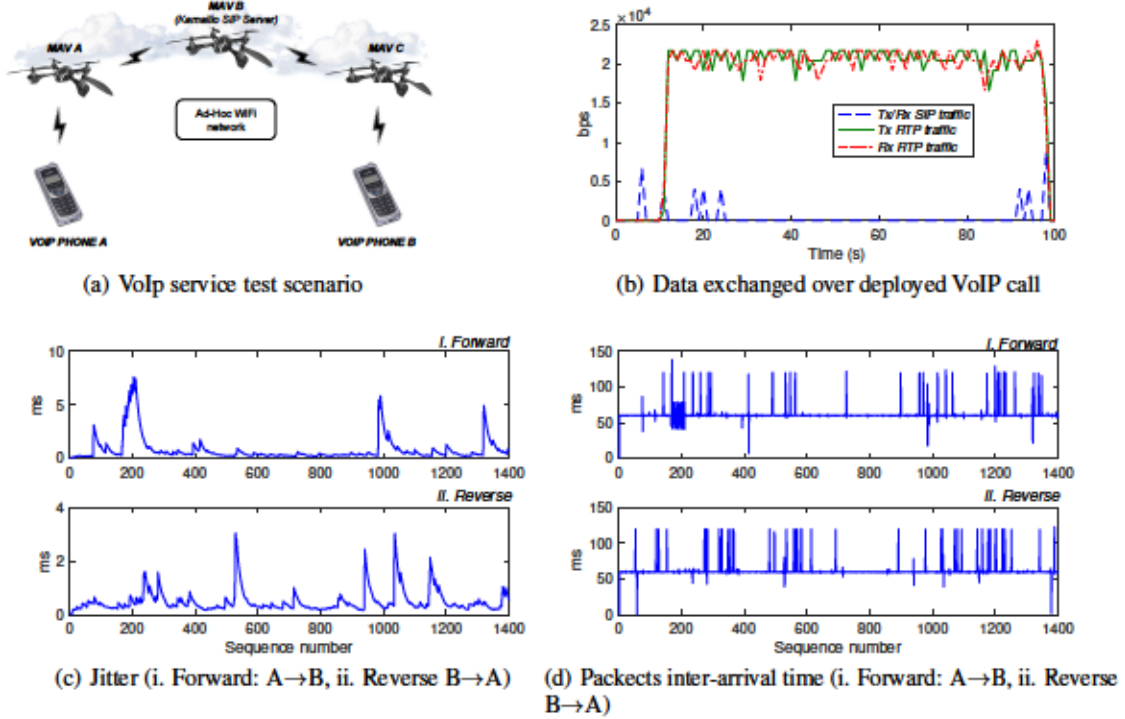 MAV B
(Kamailio SIP Server)
MAV A
MAV C
Ad-Hoc WiFi
network
VOIP PHONE A
VOIP PHONE B
(a) VoIp service test scenario
×10⁴
2.5
2
1.5
1
0.5
0
bps
Tx/Rx SIP traffic
Tx RTP traffic
Rx RTP traffic
0 20 40 60 80 100
Time (s)
(b) Data exchanged over deployed VoIP call
i. Forward
10
5
0
ms
0 200 400 600 800 1000 1200 1400
ii. Reverse
4
2
0
ms
0 200 400 600 800 1000 1200 1400
Sequence number
(c) Jitter (i. Forward: A→B, ii. Reverse B→A)
i. Forward
150
100
50
0
ms
0 200 400 600 800 1000 1200 1400
ii. Reverse
150
100
50
0
ms
0 200 400 600 800 1000 1200 1400
Sequence number
(d) Packects inter-arrival time (i. Forward: A→B, ii. Reverse
B→A)